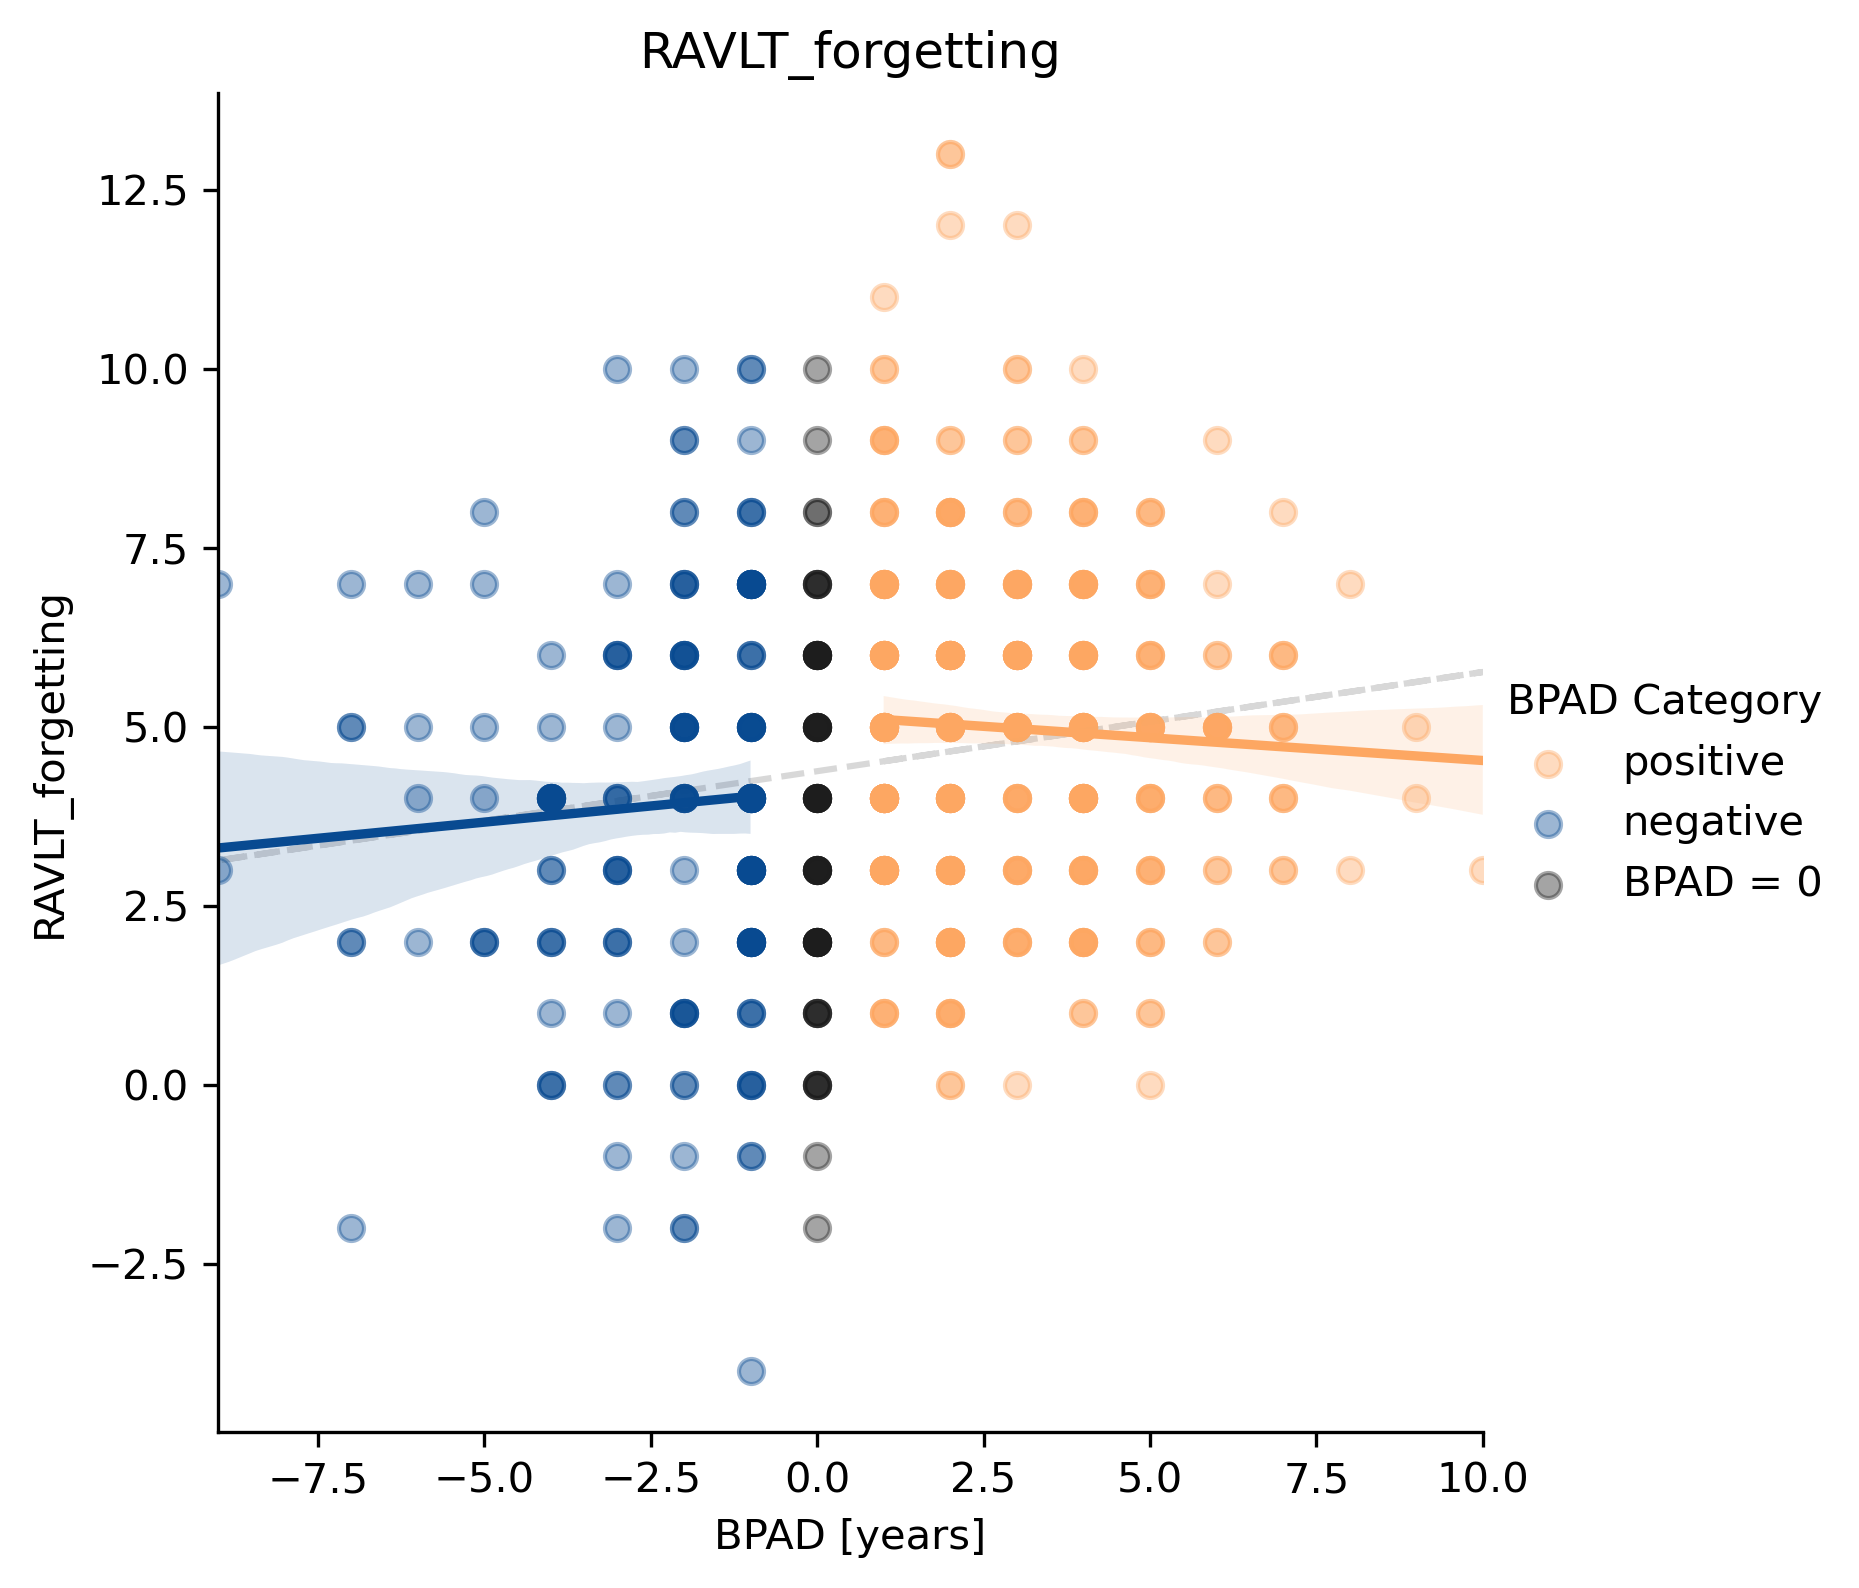 RAVLT_forgetting
RAVLT_forgetting
12.5
10.0
7.5
5.0
2.5
0.0
−2.5
−7.5 −5.0 −2.5 0.0 2.5 5.0 7.5 10.0
BPAD [years]
BPAD Category
positive
negative
BPAD = 0